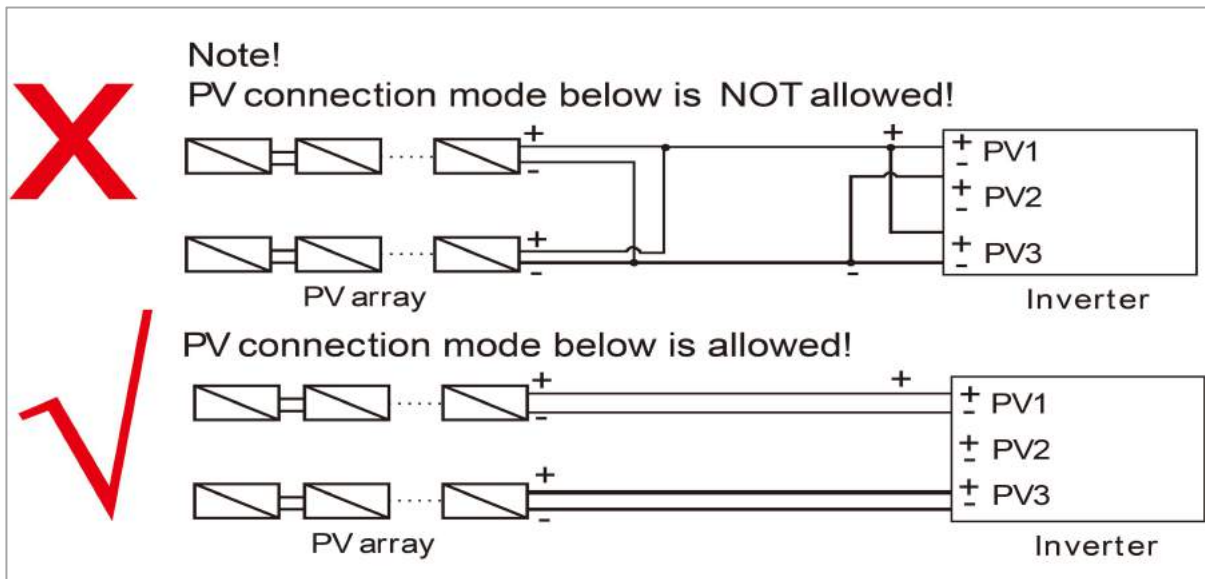 Note!
PV connection mode below is NOT allowed!
+
+
+
-
PV1
-
+
-
PV2
+
-
+
-
PV3
-
PV array
Inverter
PV connection mode below is allowed!
+
+
-
+
-
PV1
+
-
PV2
+
-
+
-
PV3
PV array
Inverter